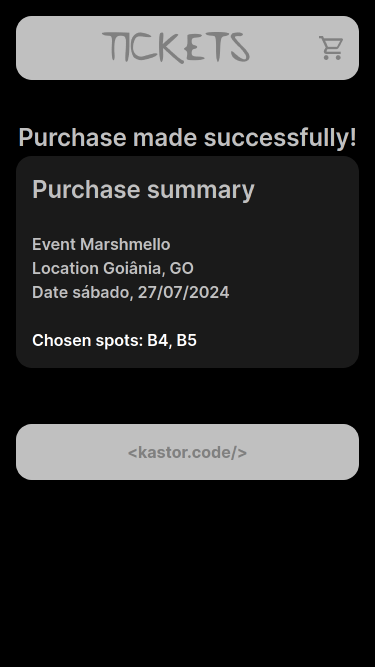 TICKETS
Purchase made successfully!
Purchase summary
Event Marshmello
Location Goiânia, GO
Date sábado, 27/07/2024
Chosen spots: B4, B5
<kastor.code/>